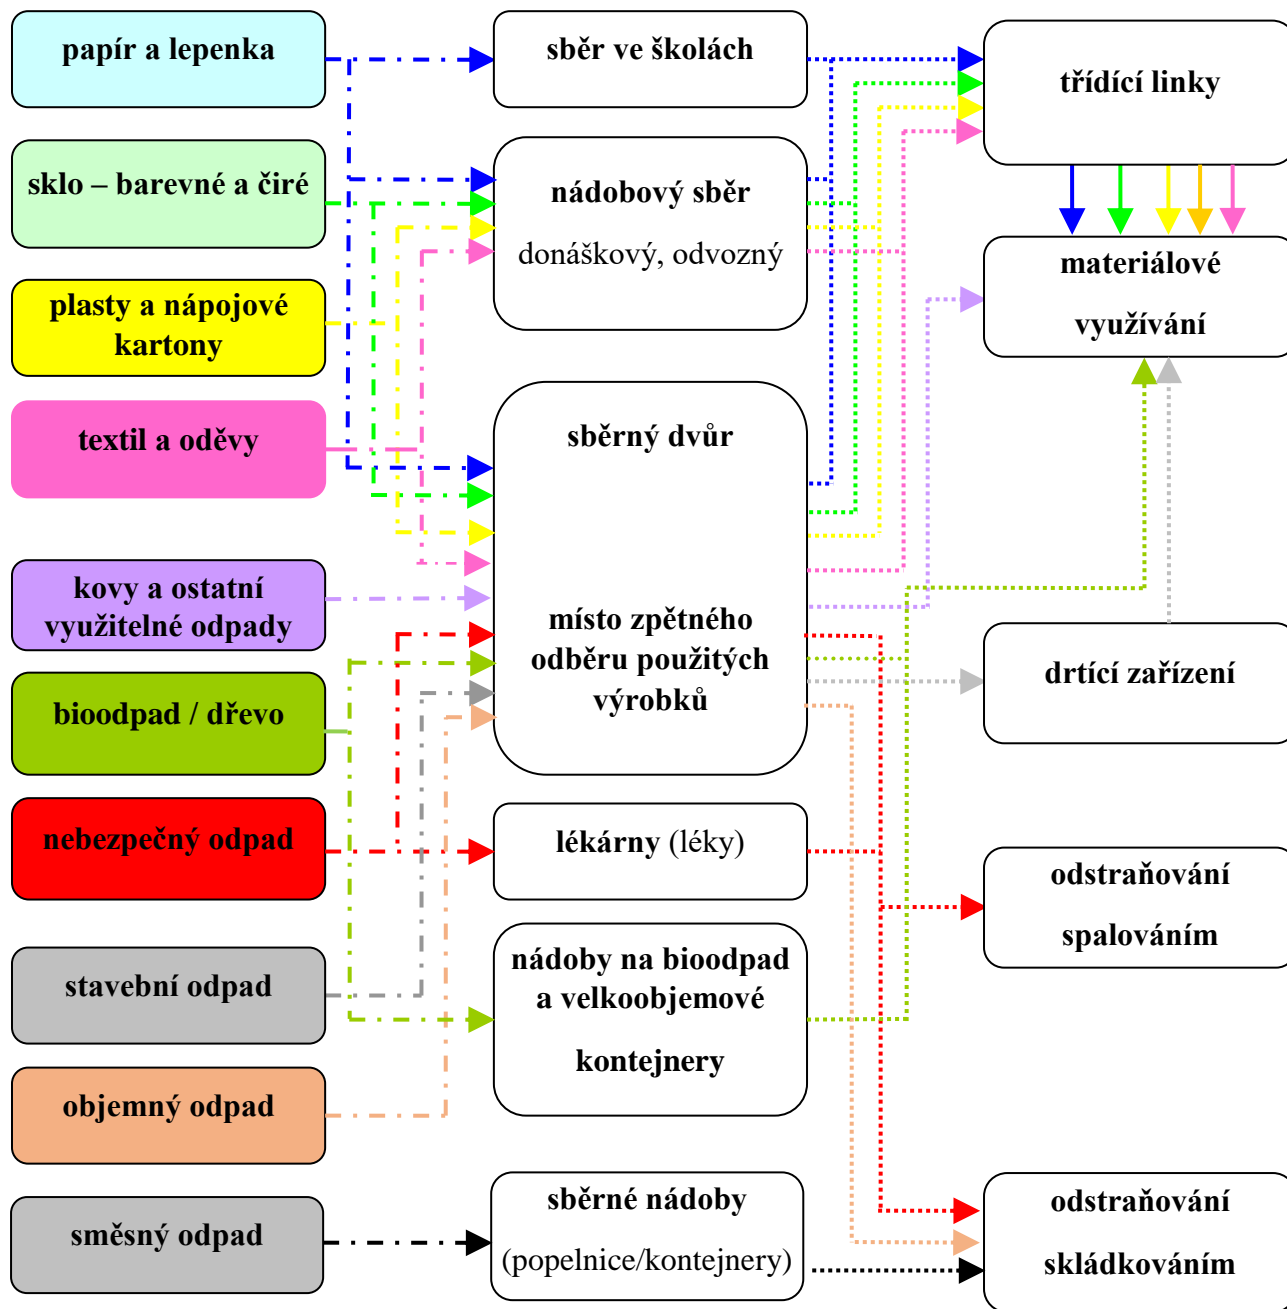 papír a lepenka
sklo – barevné a čiré
plasty a nápojové
kartony
textil a oděvy
kovy a ostatní
využitelné odpady
bioodpad / dřevo
nebezpečný odpad
stavební odpad
objemný odpad
směsný odpad
sběr ve školách
nádobový sběr
donáškový, odvozný
sběrný dvůr
místo zpětného
odběru použitých
výrobků
lékárny (léky)
nádoby na bioodpad
a velkoobjemové
kontejnery
sběrné nádoby
(popelnice/kontejnery)
třídící linky
materiálové
využívání
drtící zařízení
odstraňování
spalováním
odstraňování
skládkováním